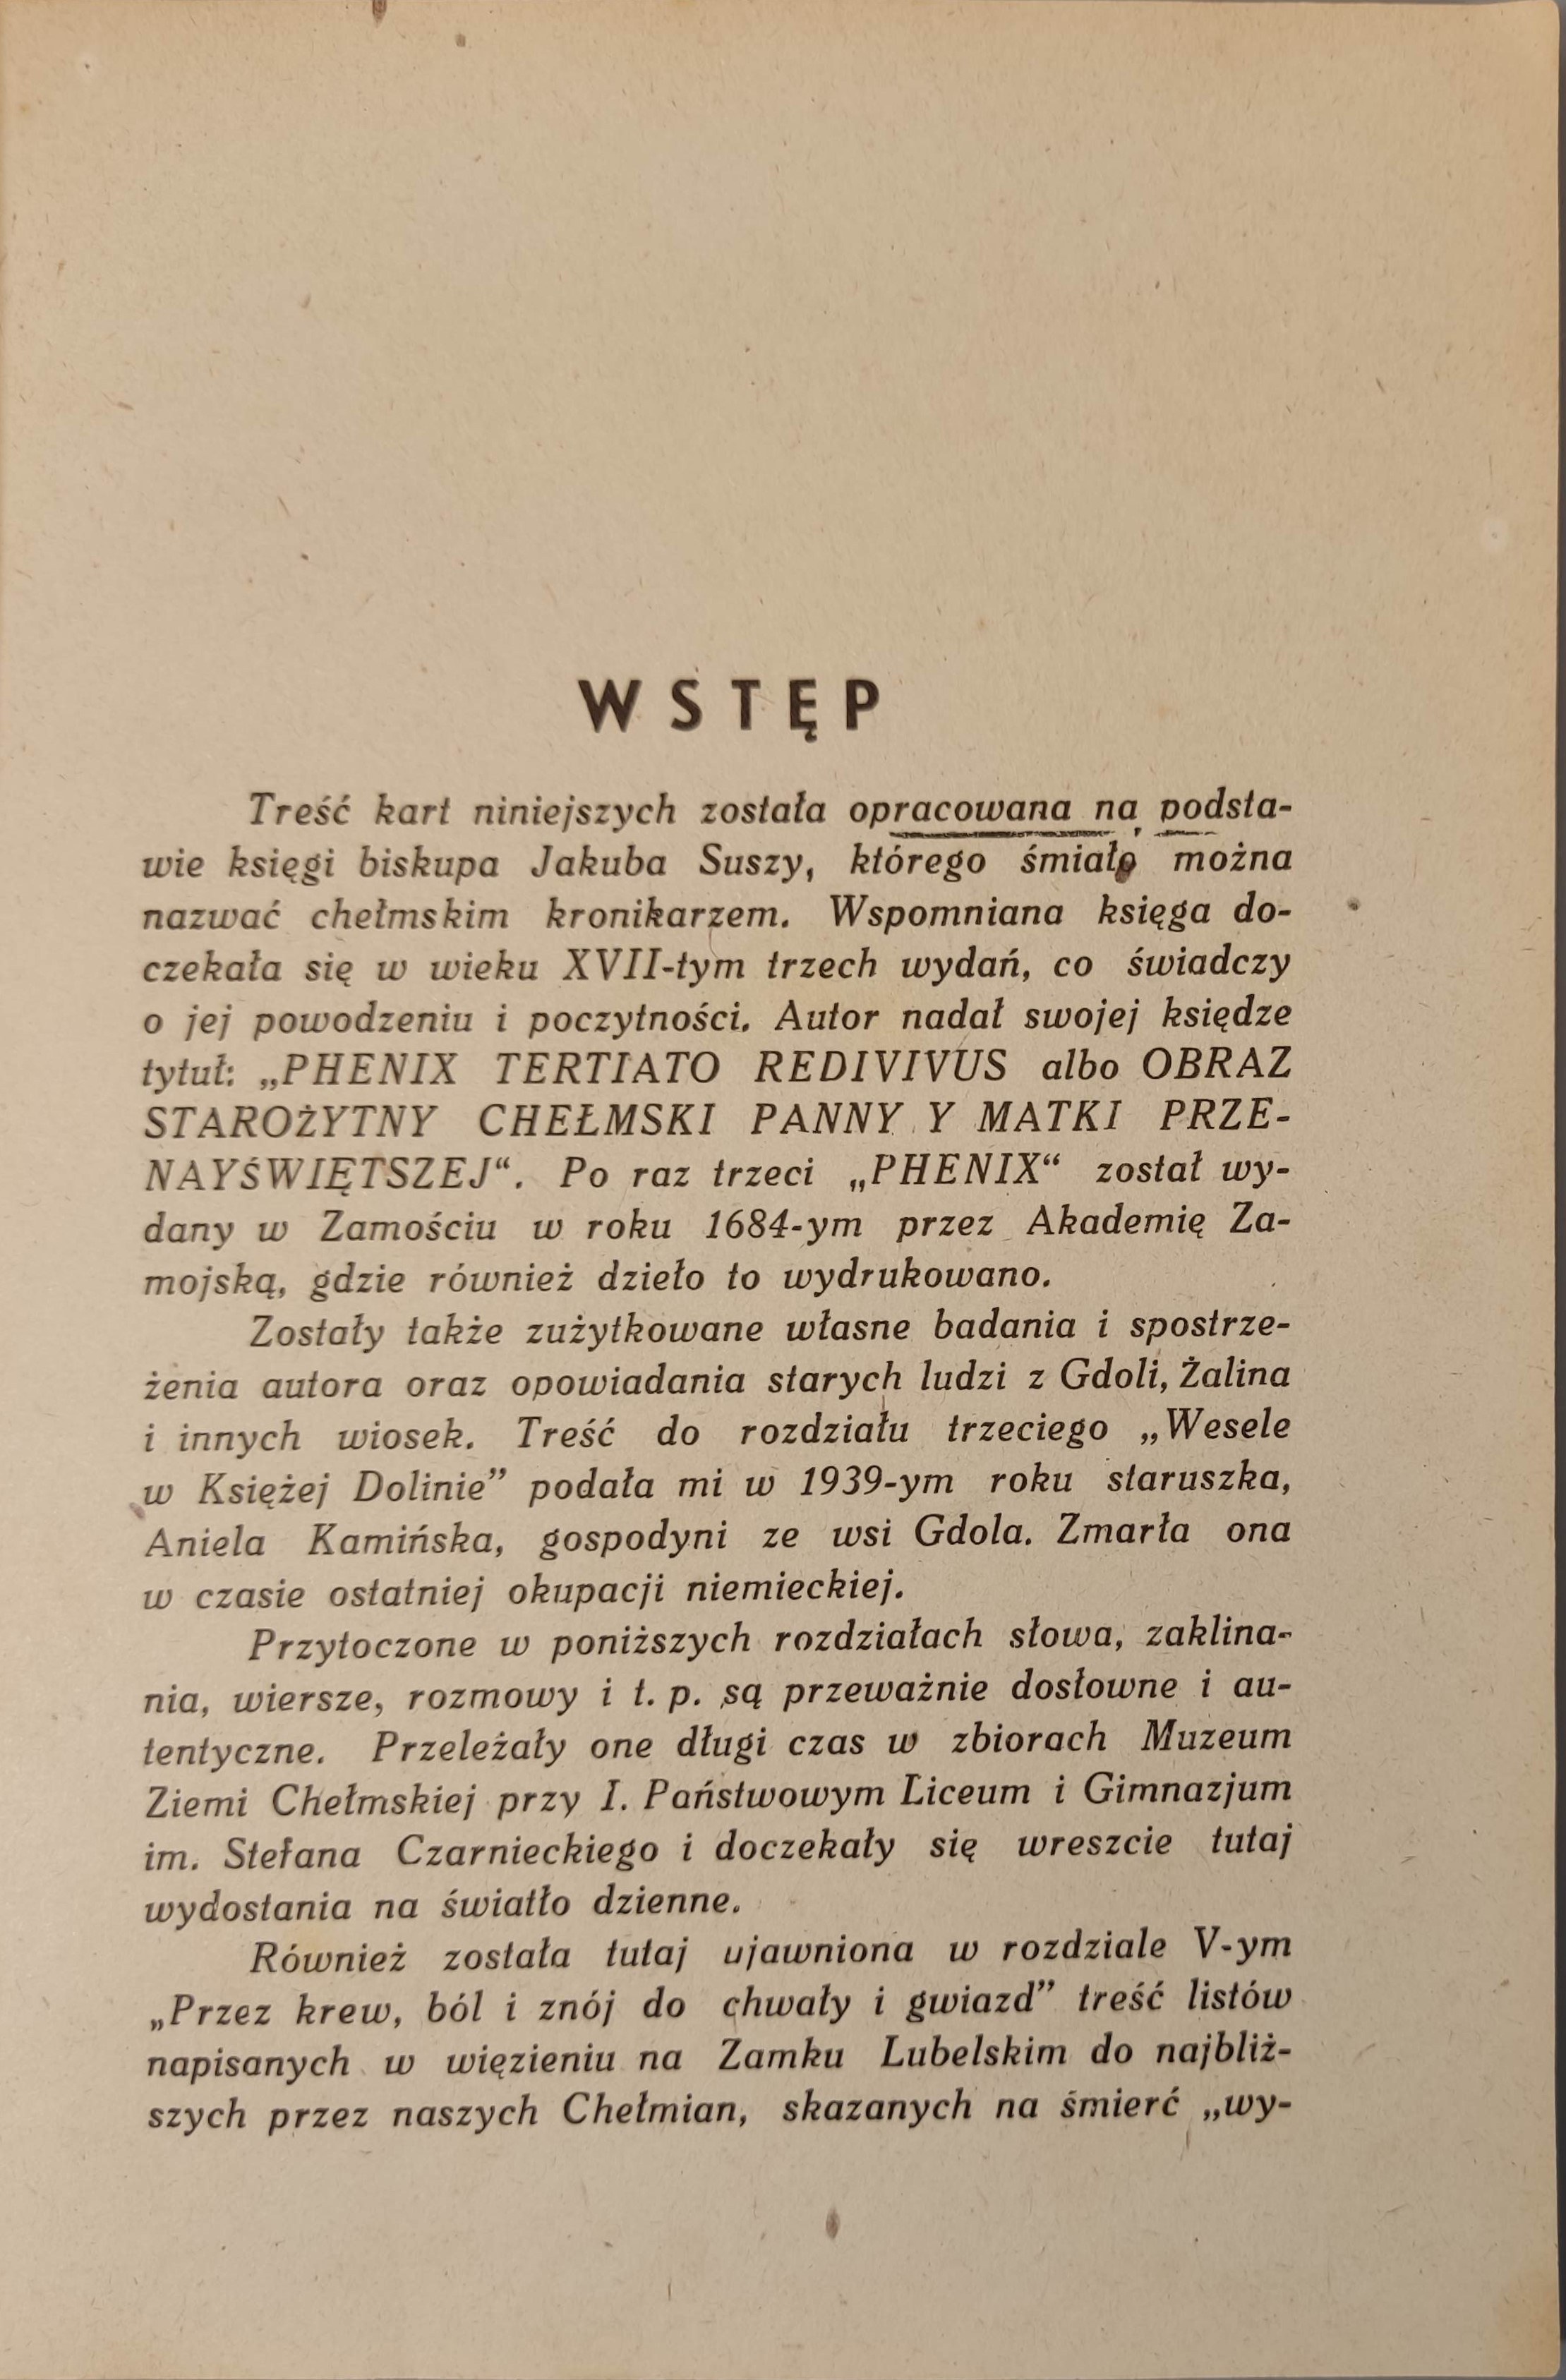 WSTĘP
Treść kart niniejszych została opracowana na podsta-
wie księgi biskupa Jakuba Suszy, którego śmiało można
nazwać chełmskim kronikarzem. Wspomniana księga do-
czekała się w wieku XVII-tym trzech wydań, co świadczy
o jej powodzeniu i poczytności. Autor nadał swojej księdze
tytuł: „PHENIX TERTIATO REDIVIVUS albo OBRAZ
STAROŻYTNY CHEŁMSKI PANNY Y MATKI PRZE-
NAYŚWIĘTSZEJ“. Po raz trzeci „PHENIX“ został wy-
dany w Zamościu w roku 1684-ym przez Akademię Za-
mojską, gdzie również dzieło to wydrukowano.
Zostały także zużytkowane własne badania i spostrze-
żenia autora oraz opowiadania starych ludzi z Gdoli, Żalina
i innych wiosek. Treść do rozdziału trzeciego „Wesele
w Księżej Dolinie” podała mi w 1939-ym roku staruszka,
Aniela Kamińska, gospodyni ze wsi Gdola. Zmarła ona
w czasie ostatniej okupacji niemieckiej.
Przytoczone w poniższych rozdziałach słowa, zaklina-
nia, wiersze, rozmowy i t. p. są przeważnie dosłowne i au-
tentyczne. Przeleżały one długi czas w zbiorach Muzeum
Ziemi Chełmskiej przy I. Państwowym Liceum i Gimnazjum
im. Stefana Czarnieckiego i doczekały się wreszcie tutaj
wydostania na światło dzienne.
Również została tutaj ujawniona w rozdziale V-ym
„Przez krew, ból i znój do chwały i gwiazd” treść listów
napisanych w więzieniu na Zamku Lubelskim do najbliż-
szych przez naszych Chełmian, skazanych na śmierć „wy-